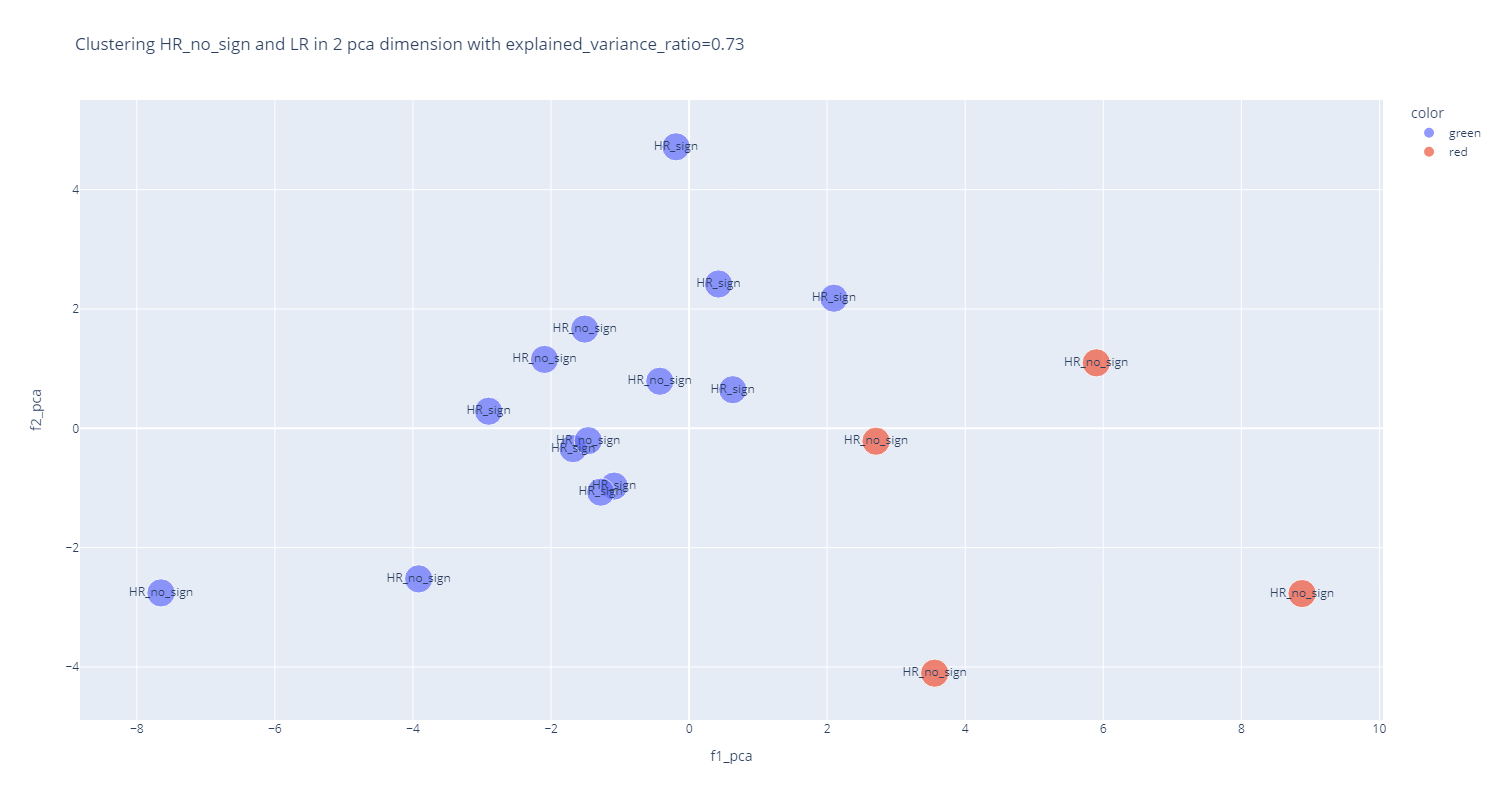 Clustering HR_no_sign and LR in 2 pca dimension with explained_variance_ratio=0.73
color
green
red
HR_sign
4
HR_sign
HR_sign
2
HR_no_sign
HR_no_sign
HR_no_sign
HR_no_sign
HR_sign
HR_sign
f2_pca
0
HR_no_sign
HR_no_sign
HR_sign
HR_sign
HR_sign
−2
HR_no_sign
HR_no_sign
HR_no_sign
−4
HR_no_sign
−8
−6
−4
−2
0
2
4
6
8
10
f1_pca